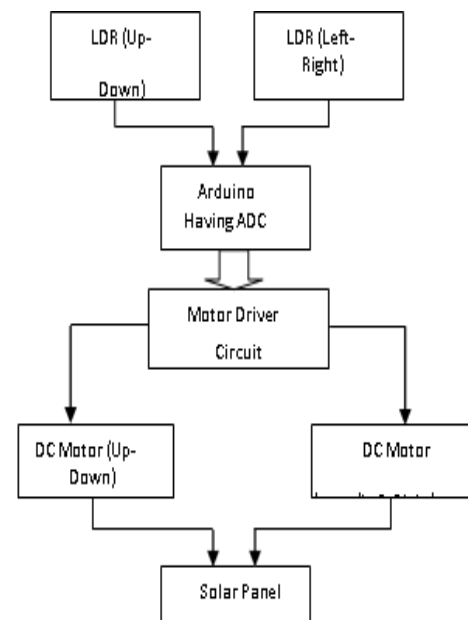 LDR (Up-
Down)
LDR (Left-
Right)
Arduino
Having ADC
Motor Driver
Circuit
DC Motor (Up-
Down)
DC Motor
Solar Panel